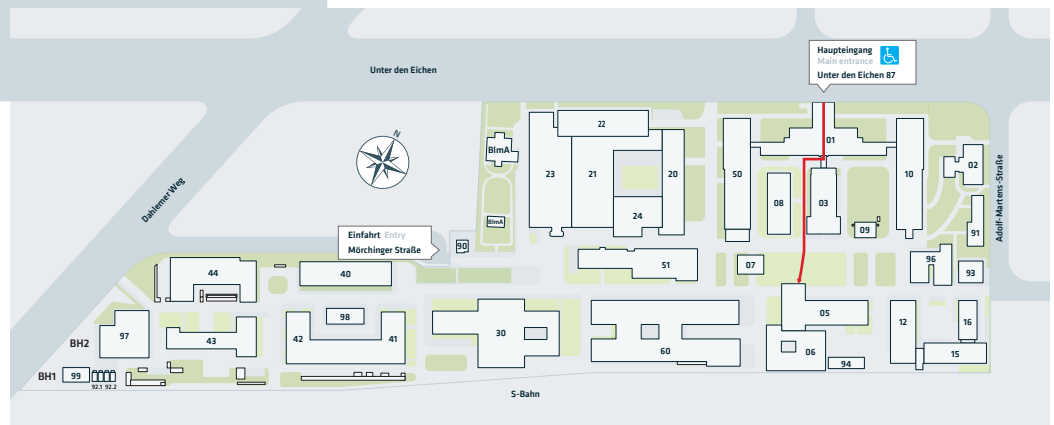 Unter den Eichen
Haupteingang
Main entrance
Unter den Eichen 87
N
Dahlemer Weg
Adolf-Martens-Straße
Einfahrt Entry
Mörchinger Straße
BImA
BImA
22
23
21
20
24
01
50
10
08
03
09
02
91
90
51
07
96
93
44
40
98
97
43
42
41
30
60
05
06
94
12
16
15
BH2
BH1
99
92.1 92.2
S-Bahn